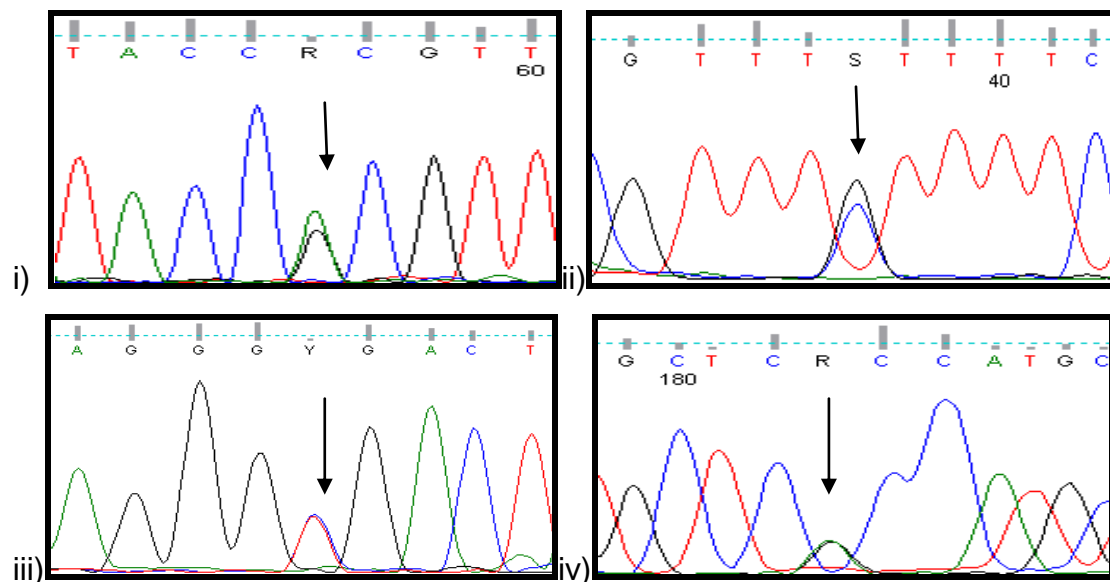 T A C C R C G T T
60
i)
G T T T S T T T T C
40
ii)
A G G G Y G A C T
iii)
G C T C R C C A T G C
180
iv)